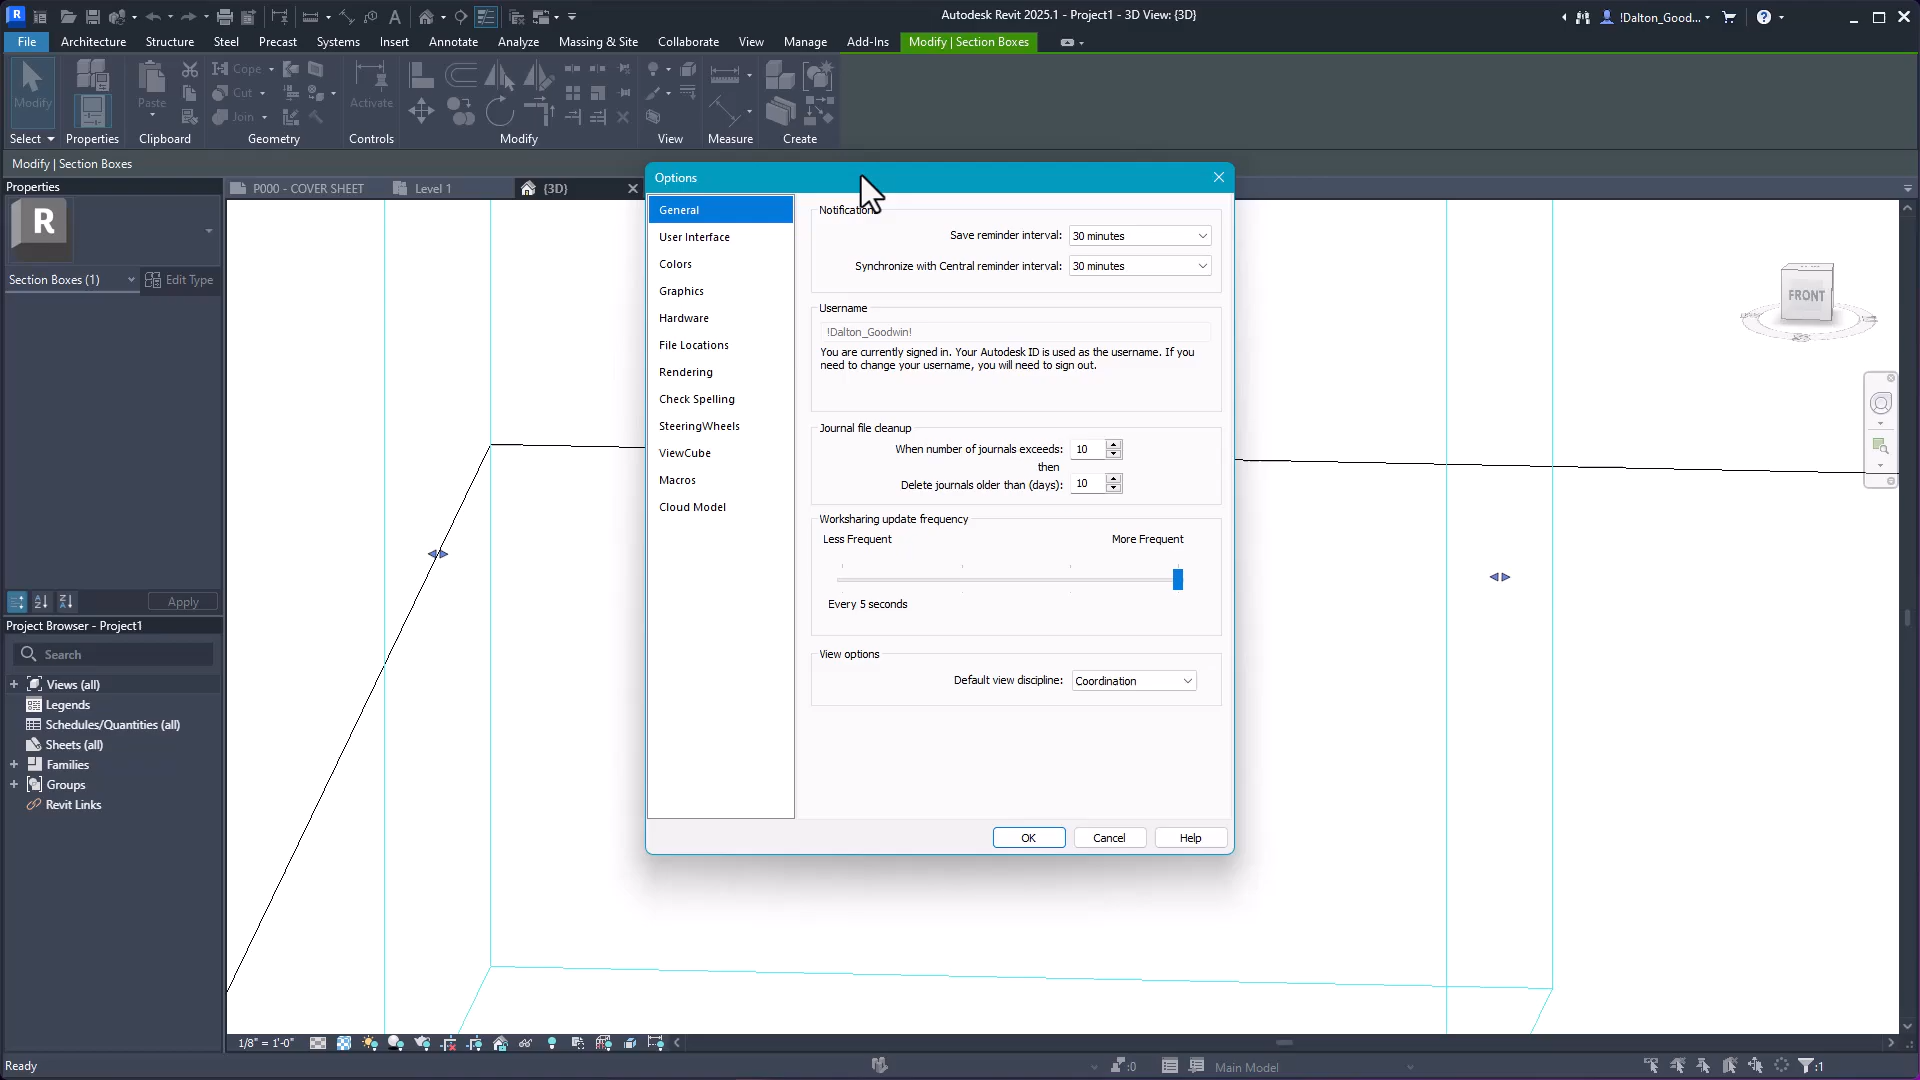 Autodesk Revit 2025.1 - Project1 - 3D View: {3D}
!Dalton_Good...
File
Architecture
Structure
Steel
Precast
Systems
Insert
Annotate
Analyze
Massing & Site
Collaborate
View
Manage
Add-Ins
Modify | Section Boxes
Modify
Paste
Cope
Cut
Join
Activate
Select
Properties
Clipboard
Geometry
Controls
Modify
View
Measure
Create
Modify | Section Boxes
Properties
P000 - COVER SHEET
Level 1
{3D}
R
Section Boxes (1)
Edit Type
Apply
Project Browser - Project1
Search
Views (all)
Legends
Schedules/Quantities (all)
Sheets (all)
Families
Groups
Revit Links
Options
General
User Interface
Colors
Graphics
Hardware
File Locations
Rendering
Check Spelling
SteeringWheels
ViewCube
Macros
Cloud Model
Notification
Save reminder interval: 30 minutes
Synchronize with Central reminder interval: 30 minutes
Username
!Dalton_Goodwin!
You are currently signed in. Your Autodesk ID is used as the username. If you
need to change your username, you will need to sign out.
Journal file cleanup
When number of journals exceeds: 10
then
Delete journals older than (days): 10
Worksharing update frequency
Less Frequent More Frequent
Every 5 seconds
View options
Default view discipline: Coordination
OK
Cancel
Help
FRONT
1/8" = 1'-0"
Ready
:0
Main Model
:1